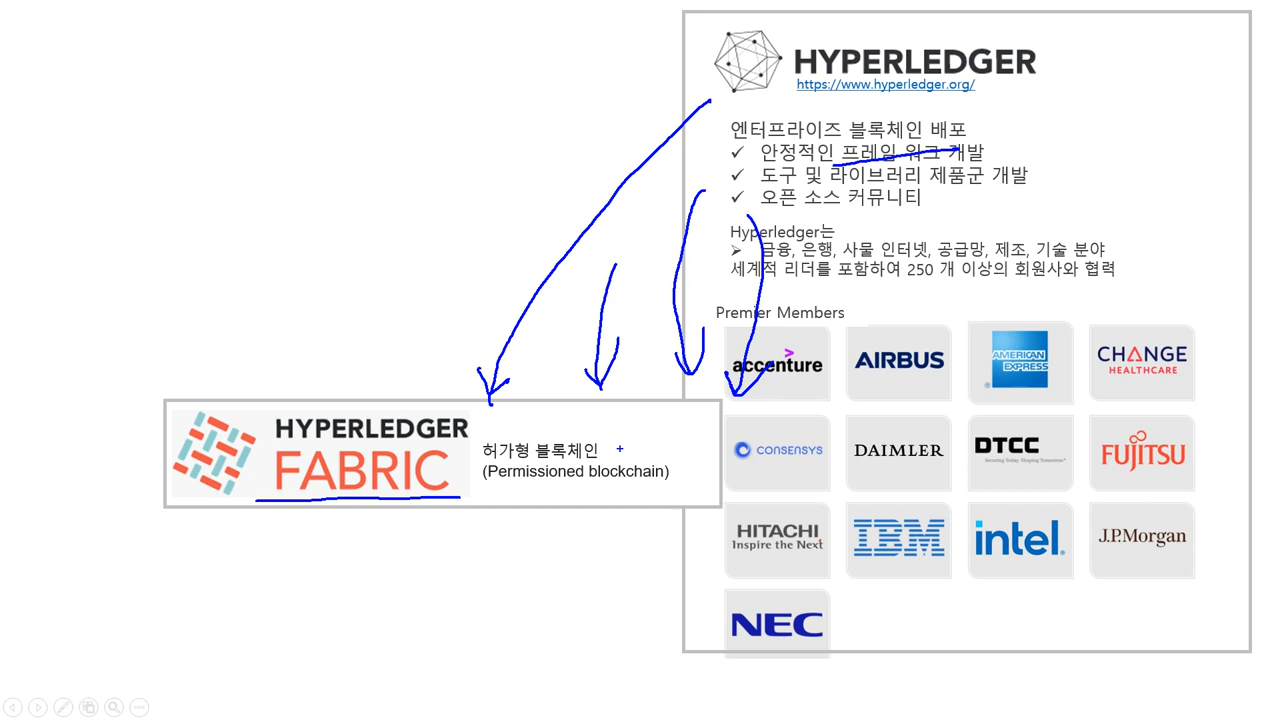 HYPERLEDGER
https://www.hyperledger.org/
엔터프라이즈 블록체인 배포
✓ 안정적인 프레임 워크 개발
✓ 도구 및 라이브러리 제품군 개발
✓ 오픈 소스 커뮤니티
Hyperledger는
➢ 금융, 은행, 사물 인터넷, 공급망, 제조, 기술 분야
세계적 리더를 포함하여 250 개 이상의 회원사와 협력
Premier Members
accenture
AIRBUS
AMERICAN
EXPRESS
CHANGE
HEALTHCARE
HYPERLEDGER
FABRIC
허가형 블록체인
(Permissioned blockchain)
CONSENSYS
DAIMLER
DTCC
Securing Today. Shaping Tomorrow.
FUJITSU
HITACHI
Inspire the Next
IBM
intel
J.P.Morgan
NEC